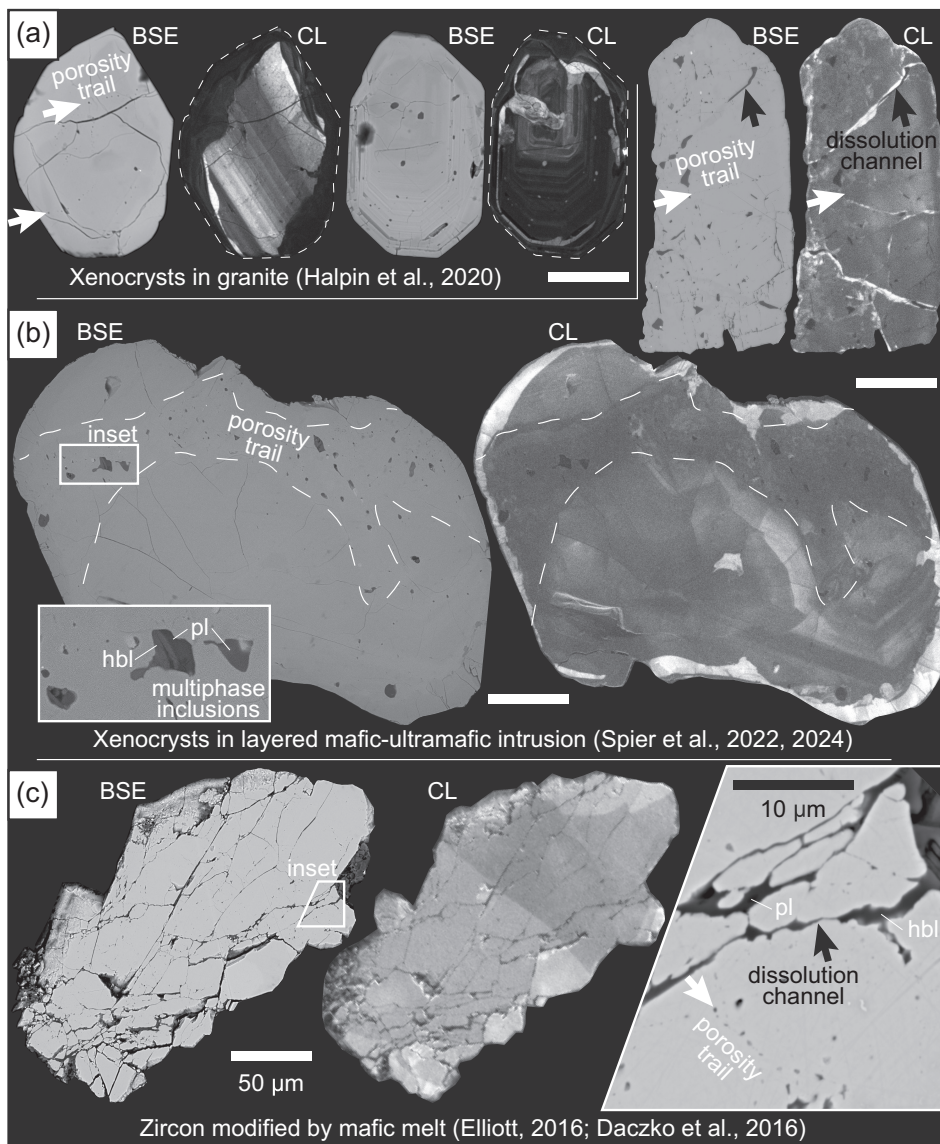 (a)
BSE
CL
BSE
CL
BSE
CL
porosity
trail
porosity
trail
dissolution
channel
Xenocrysts in granite (Halpin et al., 2020)
(b)
BSE
CL
porosity
trail
inset
hbl
pl
multiphase
inclusions
Xenocrysts in layered mafic-ultramafic intrusion (Spier et al., 2022, 2024)
(c)
BSE
CL
inset
50 µm
10 µm
pl
hbl
dissolution
channel
porosity
trail
Zircon modified by mafic melt (Elliott, 2016; Daczko et al., 2016)